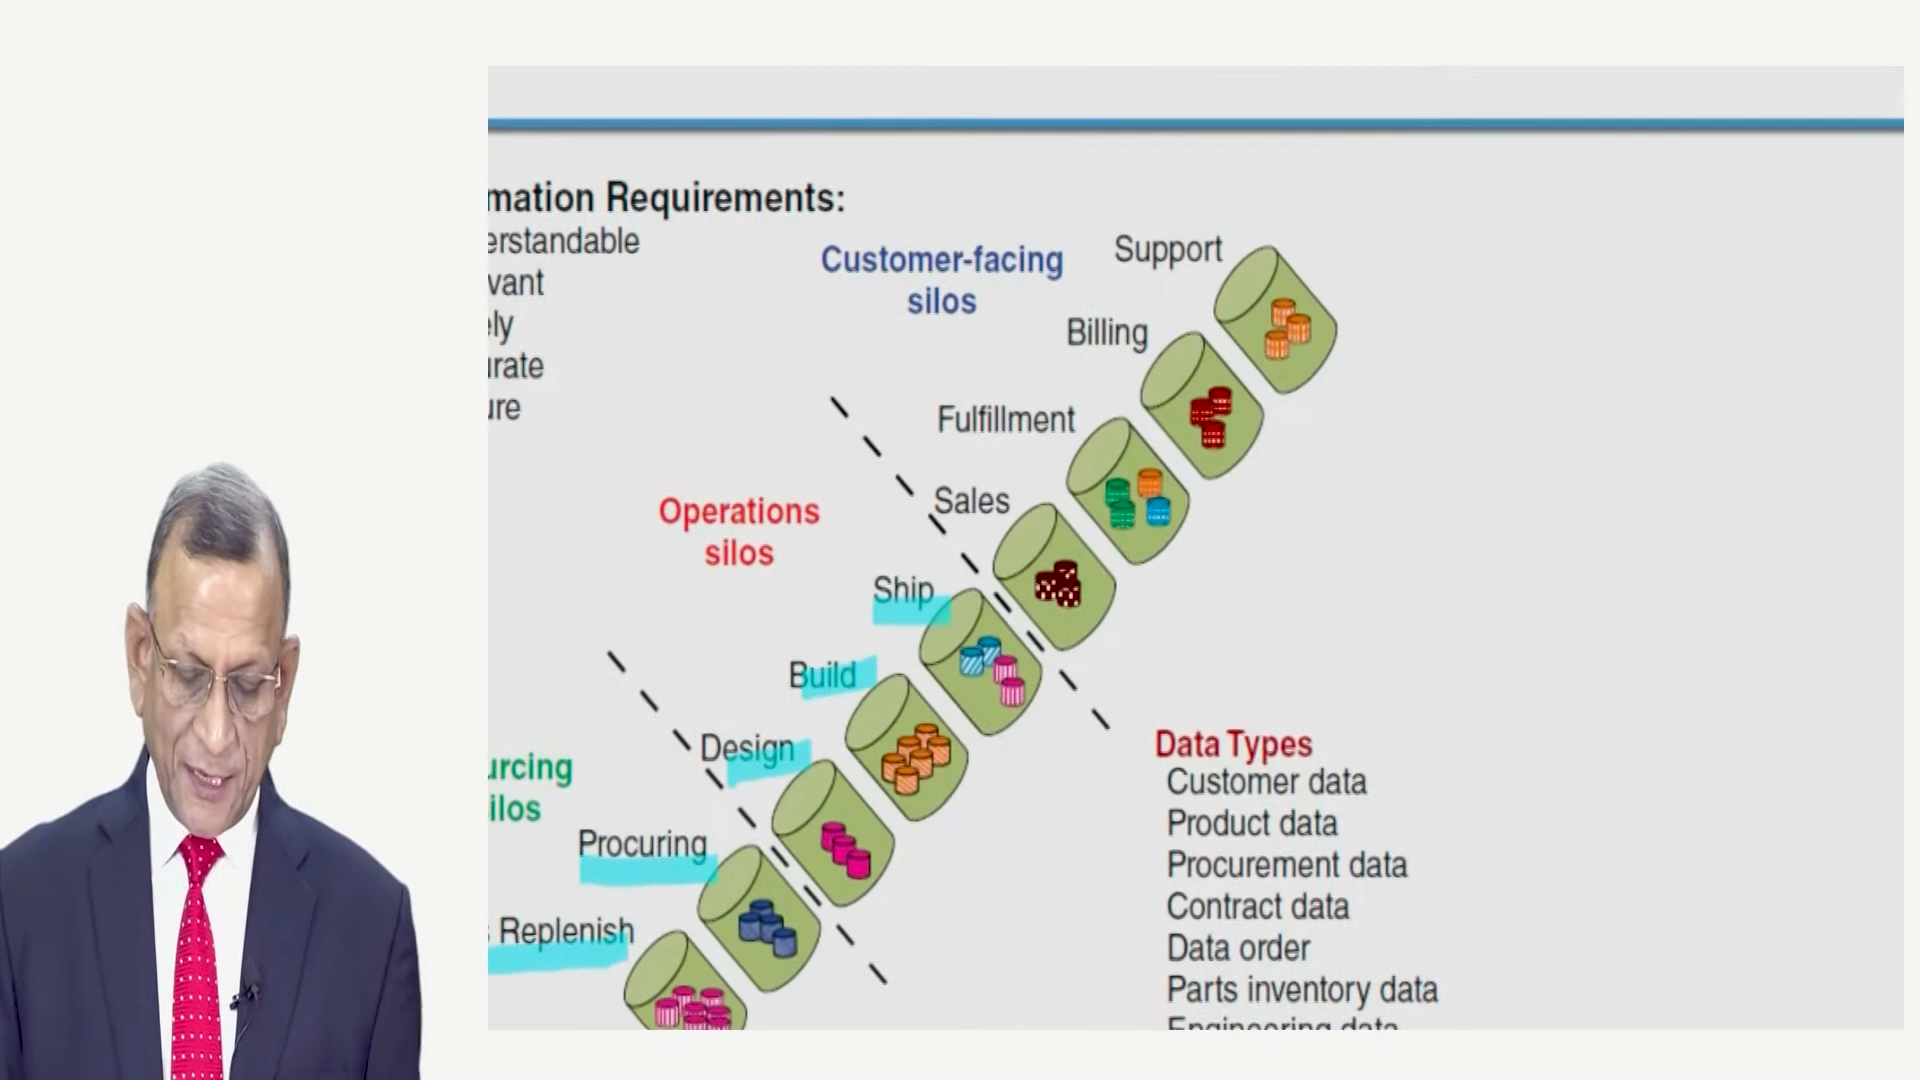 mation Requirements:
erstandable
vant
ely
urate
ure
Customer-facing
silos
Support
Billing
Fulfillment
Sales
Operations
silos
Ship
Build
Design
urcing
ilos
Procuring
s Replenish
Data Types
Customer data
Product data
Procurement data
Contract data
Data order
Parts inventory data
Engineering data